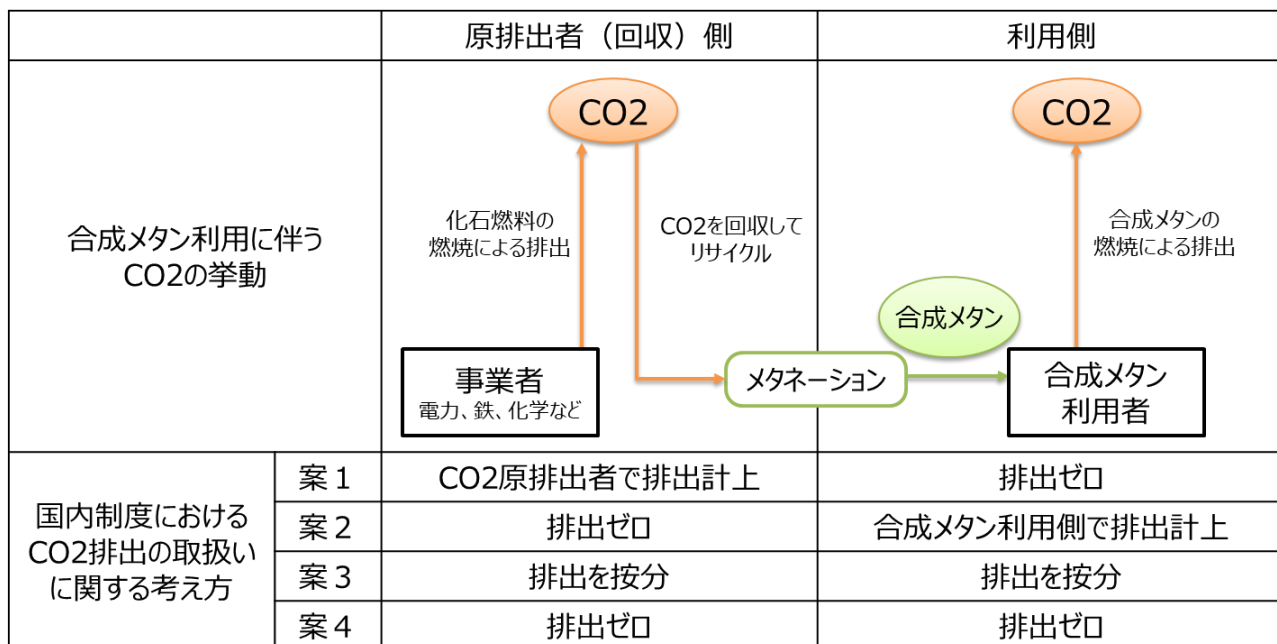 原排出者（回収）側
利用側
合成メタン利用に伴う
CO2の挙動
CO2
CO2
化石燃料の
燃焼による排出
CO2を回収して
リサイクル
合成メタンの
燃焼による排出
合成メタン
事業者
電力、鉄、化学など
メタネーション
合成メタン
利用者
国内制度における
CO2排出の取扱い
に関する考え方
案１
CO2原排出者で排出計上
排出ゼロ
案２
排出ゼロ
合成メタン利用側で排出計上
案３
排出を按分
排出を按分
案４
排出ゼロ
排出ゼロ